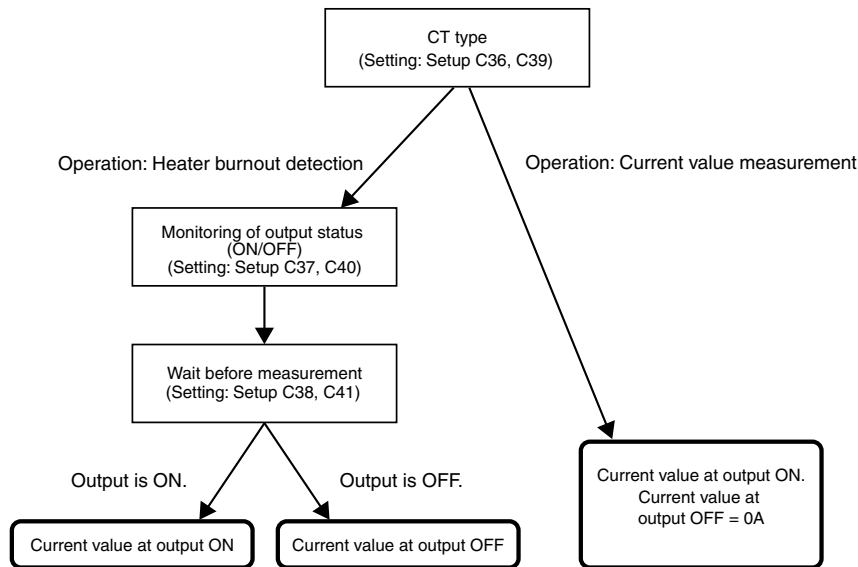 CT type
(Setting: Setup C36, C39)
Operation: Heater burnout detection
Operation: Current value measurement
Monitoring of output status
(ON/OFF)
(Setting: Setup C37, C40)
Wait before measurement
(Setting: Setup C38, C41)
Output is ON.
Output is OFF.
Current value at output ON.
Current value at
output OFF = 0A
Current value at output ON
Current value at output OFF